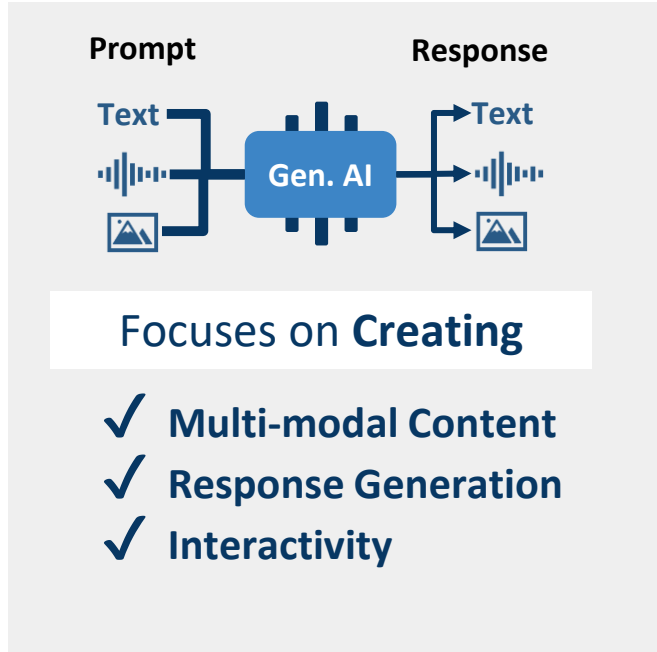 Prompt
Response
Text
Gen. AI
Text
Focuses on Creating
✓ Multi-modal Content
✓ Response Generation
✓ Interactivity